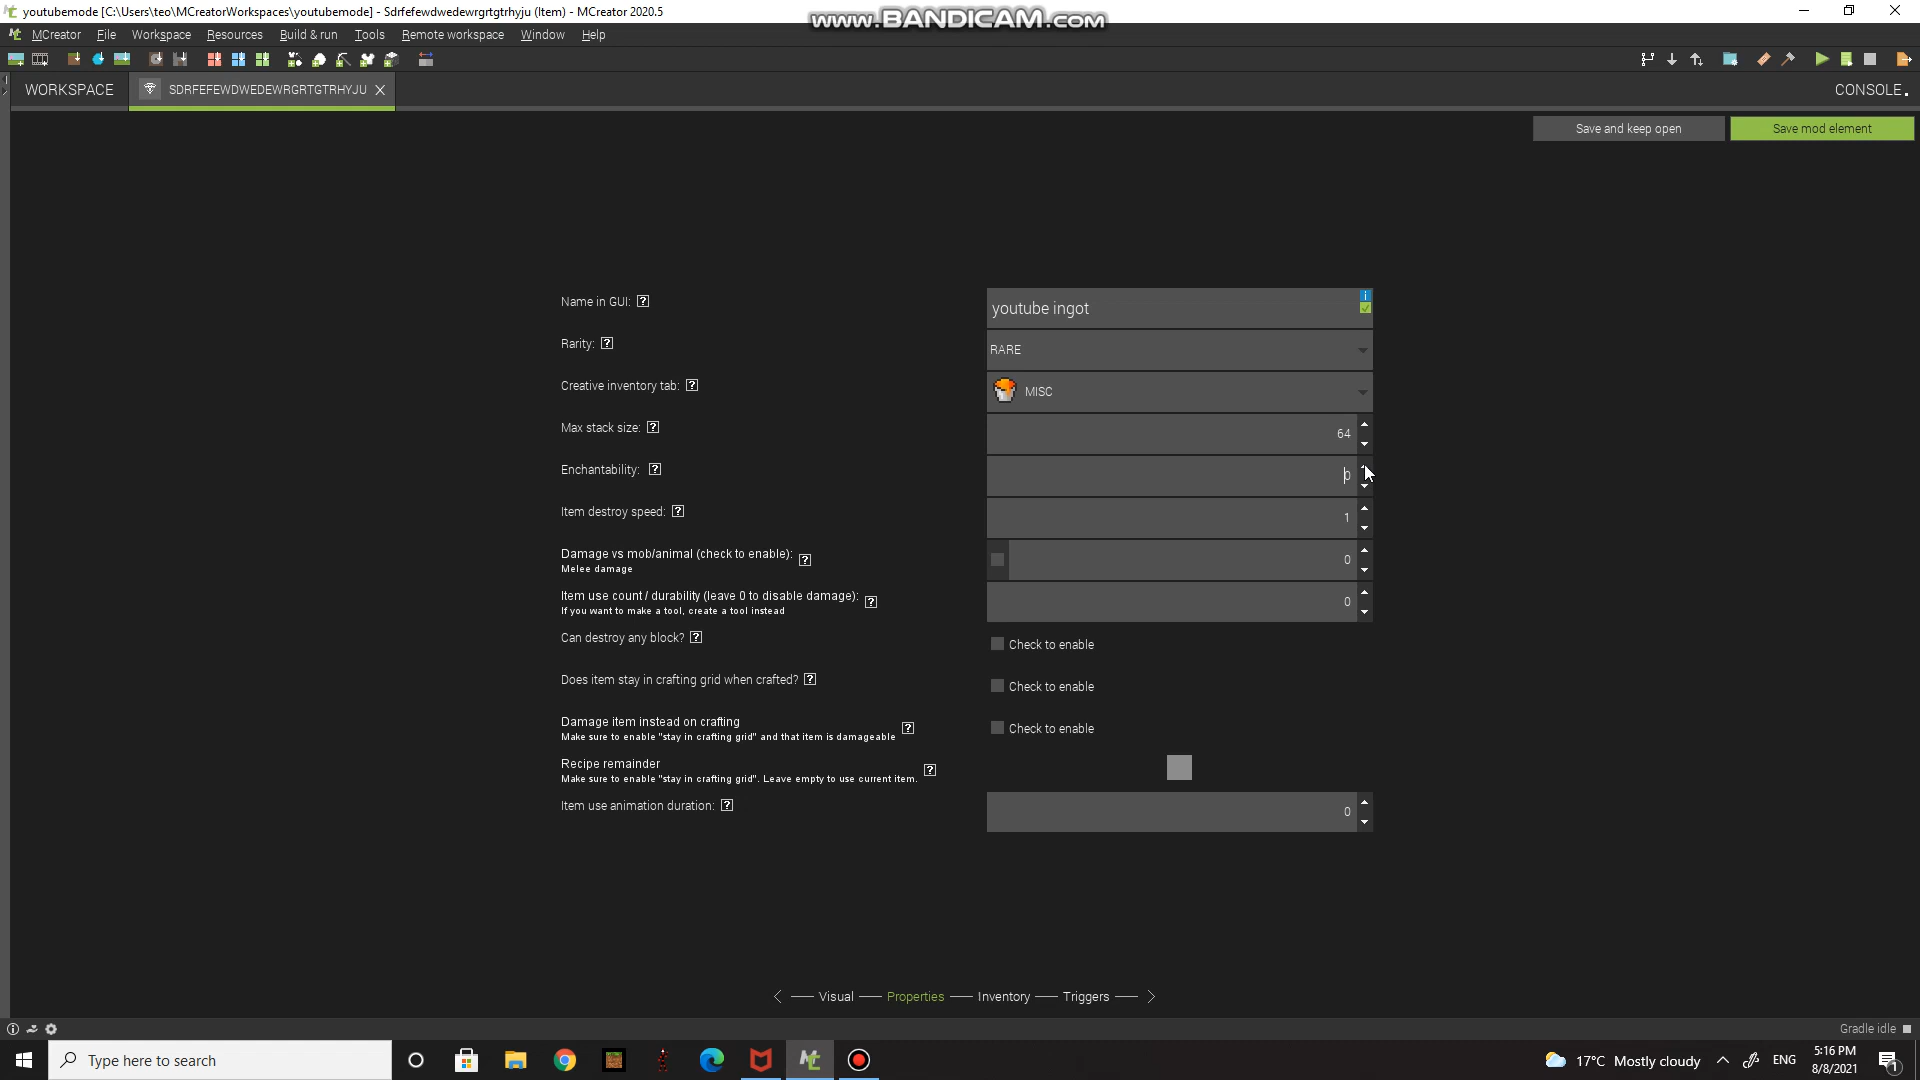 youtubemode [C:\Users\teo\MCreatorWorkspaces\youtubemode] - Sdrfefewdwedewrgrtgtrhyju (Item) - MCreator 2020.5
www.BANDICAM.com
MCreator File Workspace Resources Build & run Tools Remote workspace Window Help
WORKSPACE SDRFEFEWDWEDEWRGRTGTRHYJU CONSOLE
Save and keep open Save mod element
Name in GUI: ? youtube ingot
Rarity: ? RARE
Creative inventory tab: ? MISC
Max stack size: ? 64
Enchantability: ? 0
Item destroy speed: ? 1
Damage vs mob/animal (check to enable): ? 0
Melee damage
Item use count / durability (leave 0 to disable damage): ? 0
If you want to make a tool, create a tool instead
Can destroy any block? ? Check to enable
Does item stay in crafting grid when crafted? ? Check to enable
Damage item instead on crafting ? Check to enable
Make sure to enable "stay in crafting grid" and that item is damageable
Recipe remainder ?
Make sure to enable "stay in crafting grid". Leave empty to use current item.
Item use animation duration: ? 0
Visual Properties Inventory Triggers
Gradle idle
Type here to search 17°C Mostly cloudy ENG 5:16 PM
8/8/2021
1